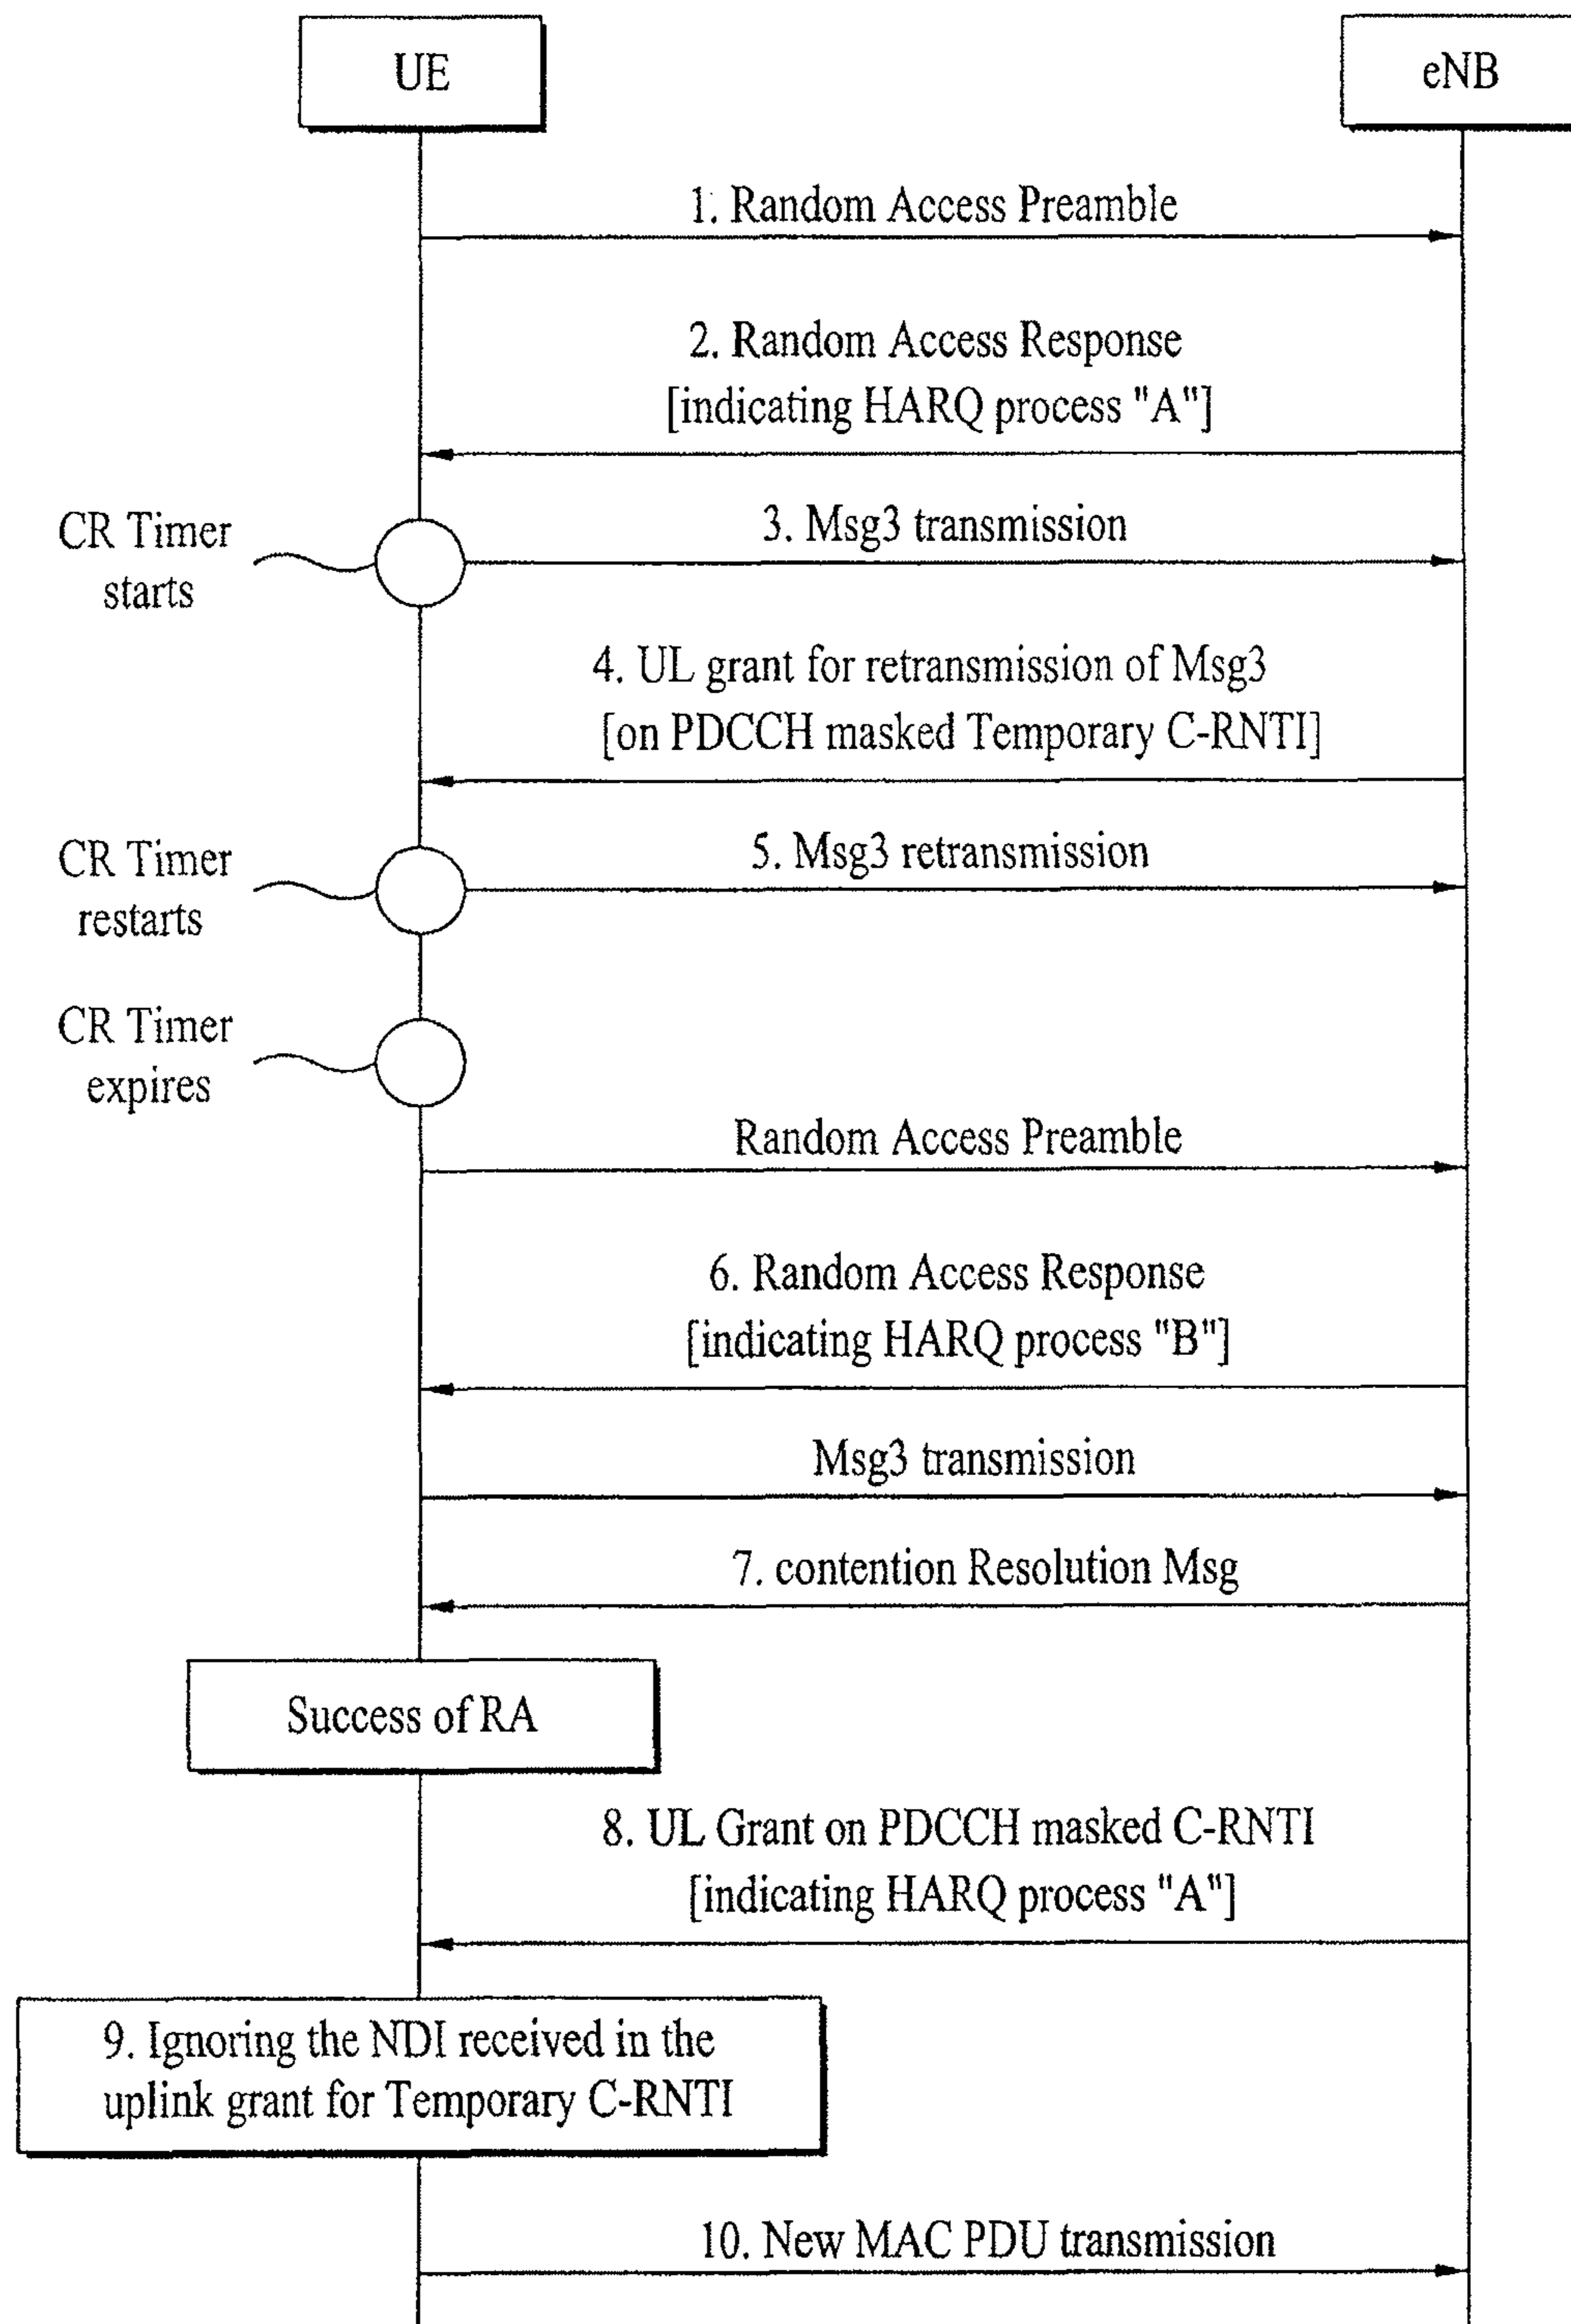 UE
eNB
1. Random Access Preamble
2. Random Access Response
[indicating HARQ process "A"]
CR Timer
starts
3. Msg3 transmission
4. UL grant for retransmission of Msg3
[on PDCCH masked Temporary C-RNTI]
CR Timer
restarts
5. Msg3 retransmission
CR Timer
expires
Random Access Preamble
6. Random Access Response
[indicating HARQ process "B"]
Msg3 transmission
7. contention Resolution Msg
Success of RA
8. UL Grant on PDCCH masked C-RNTI
[indicating HARQ process "A"]
9. Ignoring the NDI received in the
uplink grant for Temporary C-RNTI
10. New MAC PDU transmission